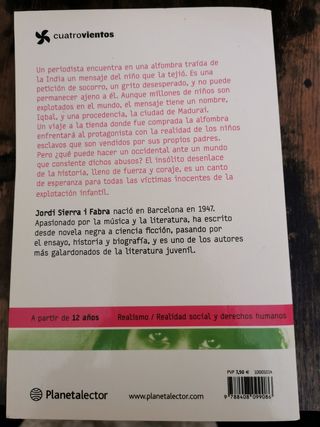 cuatrovientos
Un periodista encuentra en una alfombra traída de
la India un mensaje del niño que la tejió. Es una
petición de socorro, un grito desesperado, y no puede
permanecer ajeno a él. Aunque millones de niños son
explotados en el mundo, el mensaje tiene un nombre,
Iqbal, y una procedencia, la ciudad de Madurai.
Un viaje a la tienda donde fue comprada la alfombra
enfrentará al protagonista con la realidad de los niños
esclavos que son vendidos por sus propios padres.
Pero ¿qué puede hacer un occidental ante un mundo
que consiente dichos abusos? El insólito desenlace
de la historia, lleno de fuerza y coraje, es un canto
de esperanza para todas las víctimas inocentes de la
explotación infantil.
Jordi Sierra i Fabra nació en Barcelona en 1947.
Apasionado por la música y la literatura, ha escrito
desde novela negra a ciencia ficción, pasando por
el ensayo, historia y biografía, y es uno de los autores
más galardonados de la literatura juvenil.
A partir de 12 años Realismo / Realidad social y derechos humanos
PVP 7,50 € 10001014
Planetalector www.planetalector.com
9 788408 099086